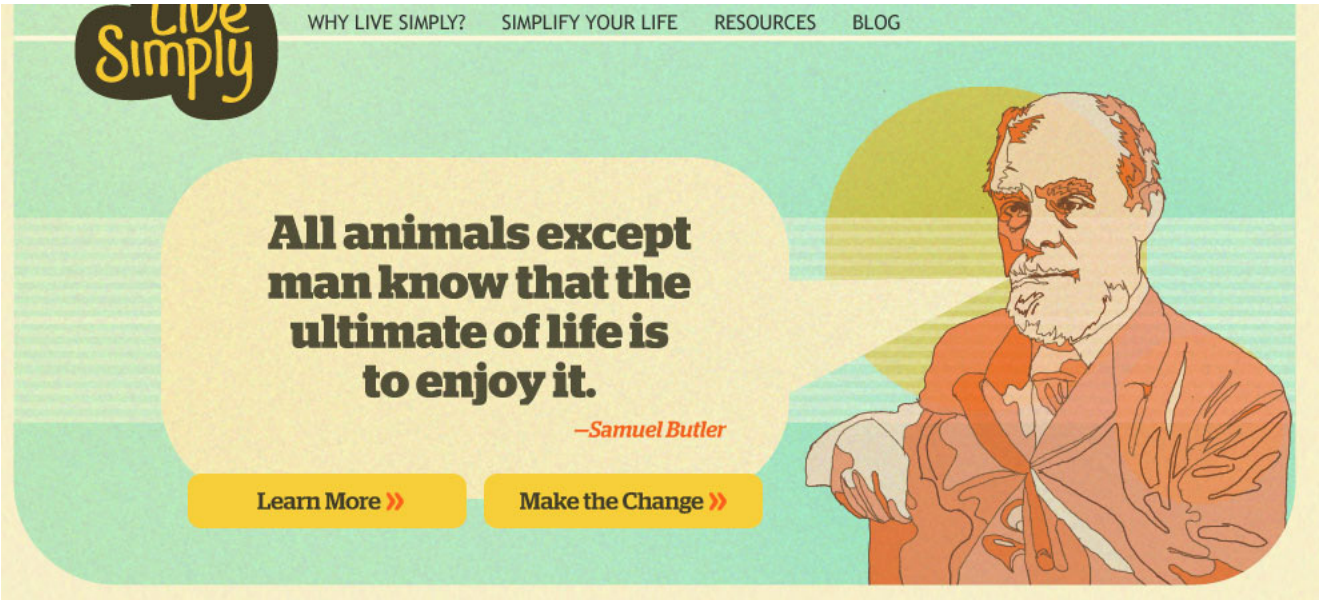 Live
Simply
WHY LIVE SIMPLY? SIMPLIFY YOUR LIFE RESOURCES BLOG
All animals except
man know that the
ultimate of life is
to enjoy it.
—Samuel Butler
Learn More »
Make the Change »